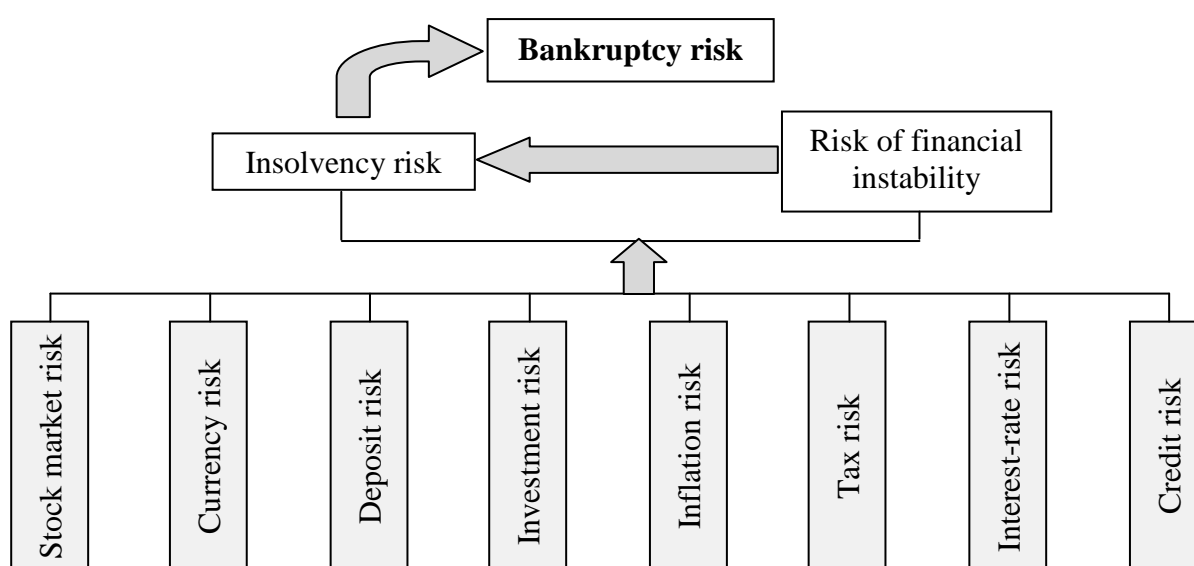 Bankruptcy risk
Insolvency risk
Risk of financial
instability
Stock market risk
Currency risk
Deposit risk
Investment risk
Inflation risk
Tax risk
Interest-rate risk
Credit risk